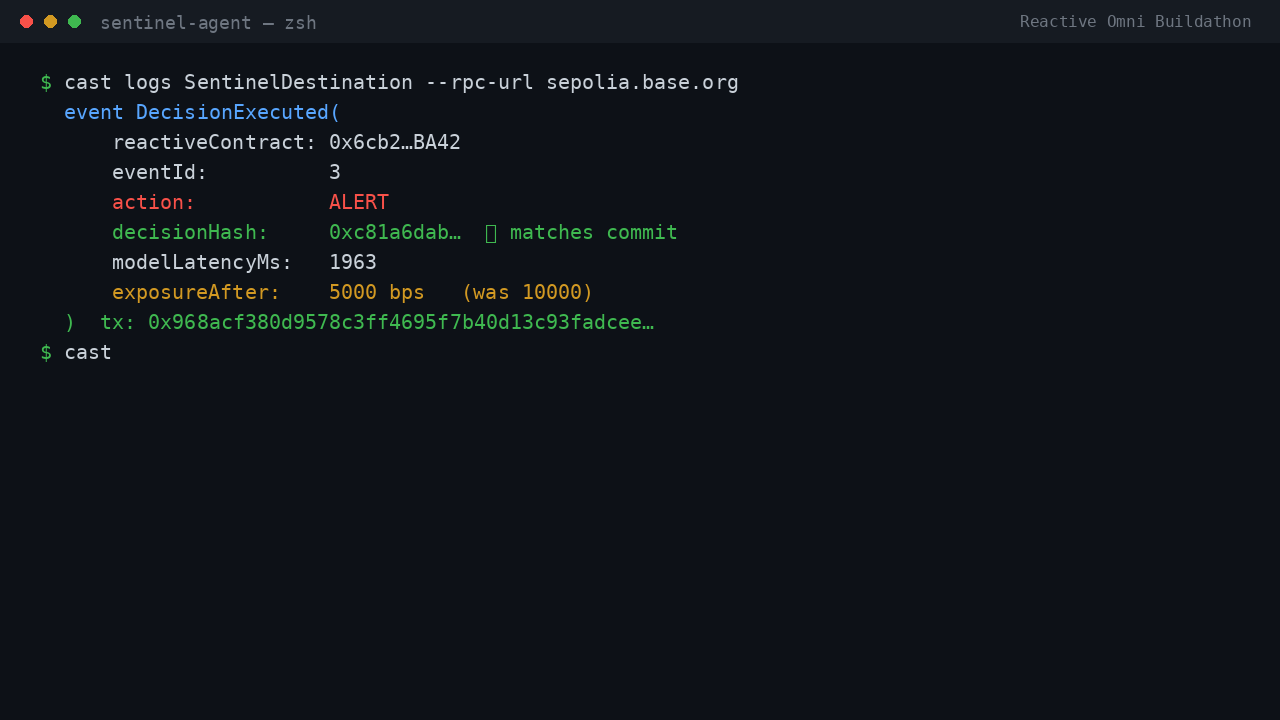 sentinel-agent — zsh
Reactive Omni Buildathon
$ cast logs SentinelDestination --rpc-url sepolia.base.org
event DecisionExecuted(
reactiveContract: 0x6cb2…BA42
eventId: 3
action: ALERT
decisionHash: 0xc81a6dab… ▯ matches commit
modelLatencyMs: 1963
exposureAfter: 5000 bps (was 10000)
) tx: 0x968acf380d9578c3ff4695f7b40d13c93fadcee…
$ cast